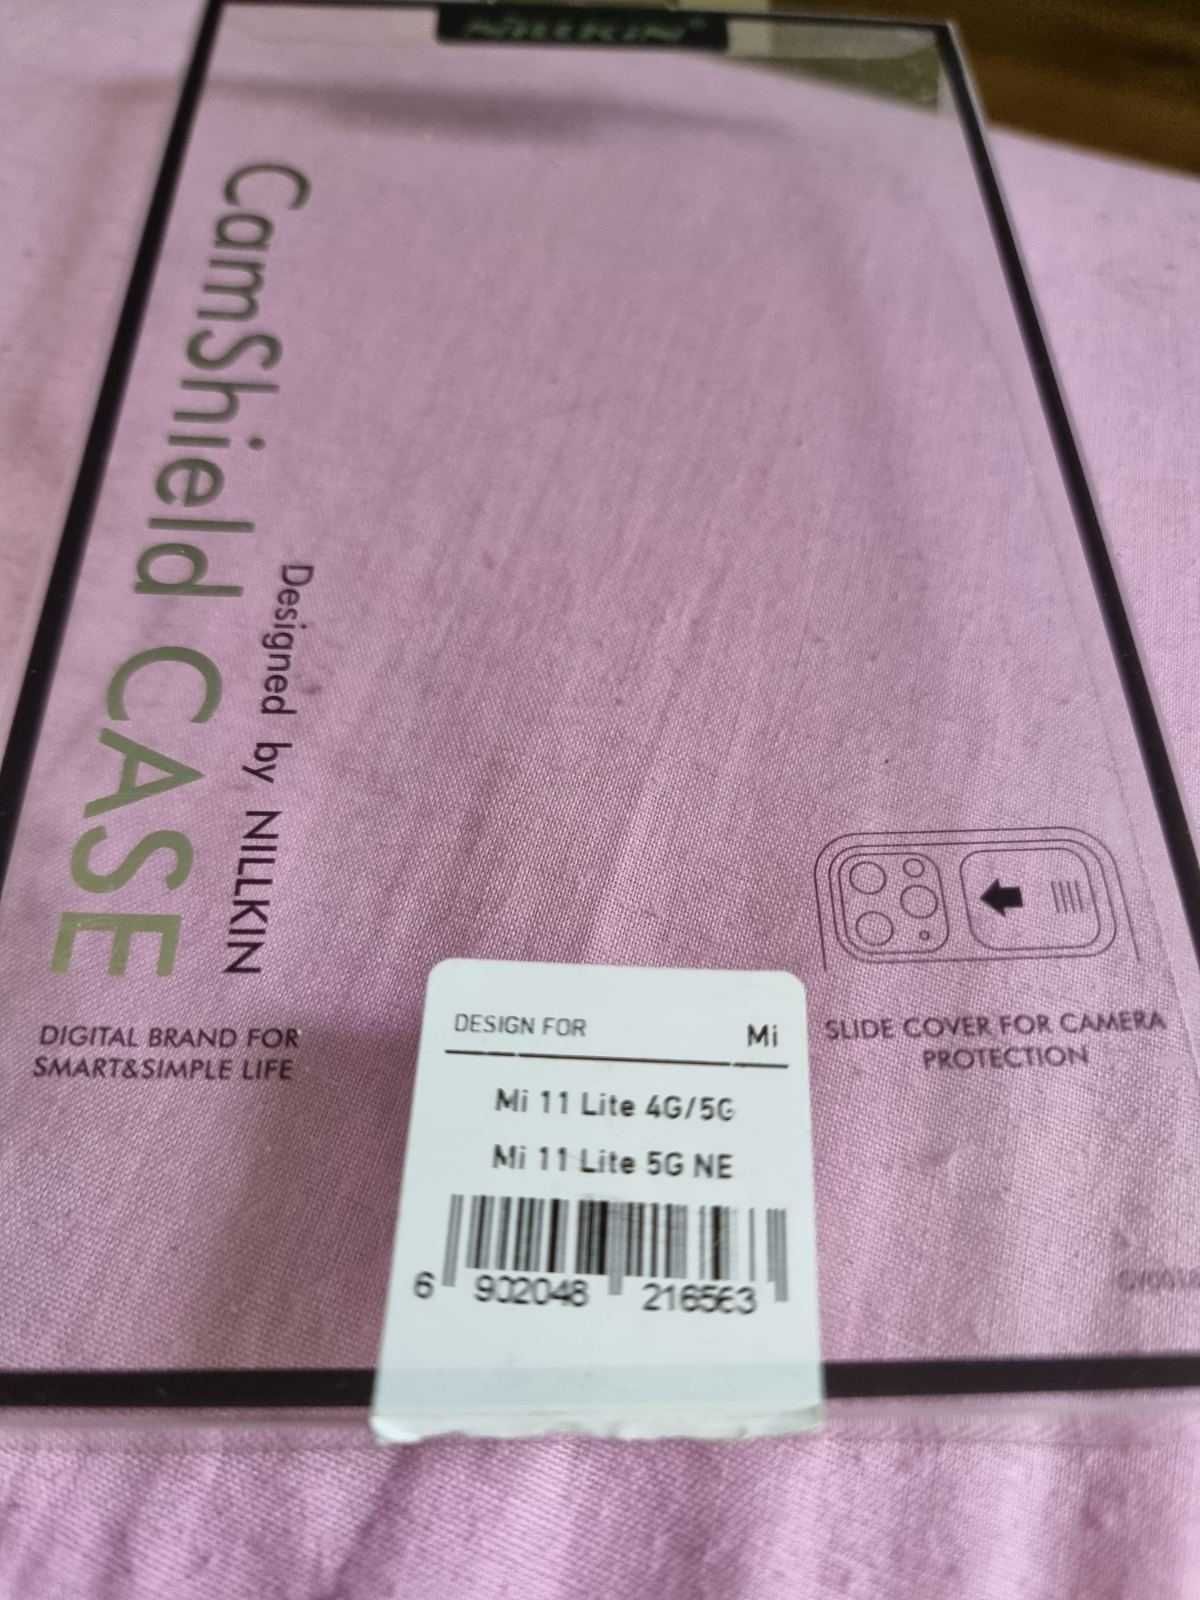 NILLKIN®
CamShield CASE
Designed by NILLKIN
DIGITAL BRAND FOR
SMART&SIMPLE LIFE
SLIDE COVER FOR CAMERA
PROTECTION
DESIGN FOR Mi
Mi 11 Lite 4G/5G
Mi 11 Lite 5G NE
6 902048 216563